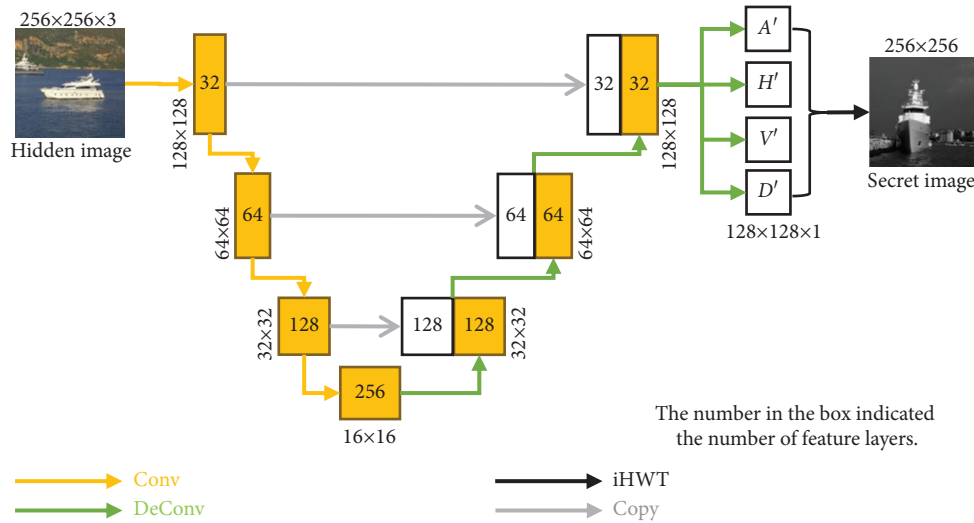 256×256×3
Hidden image
32
128×128
64
64×64
128
32×32
256
16×16
128
128
32×32
64
64
64×64
32
32
128×128
A′
H′
V′
D′
128×128×1
256×256
Secret image
The number in the box indicated
the number of feature layers.
Conv
DeConv
iHWT
Copy